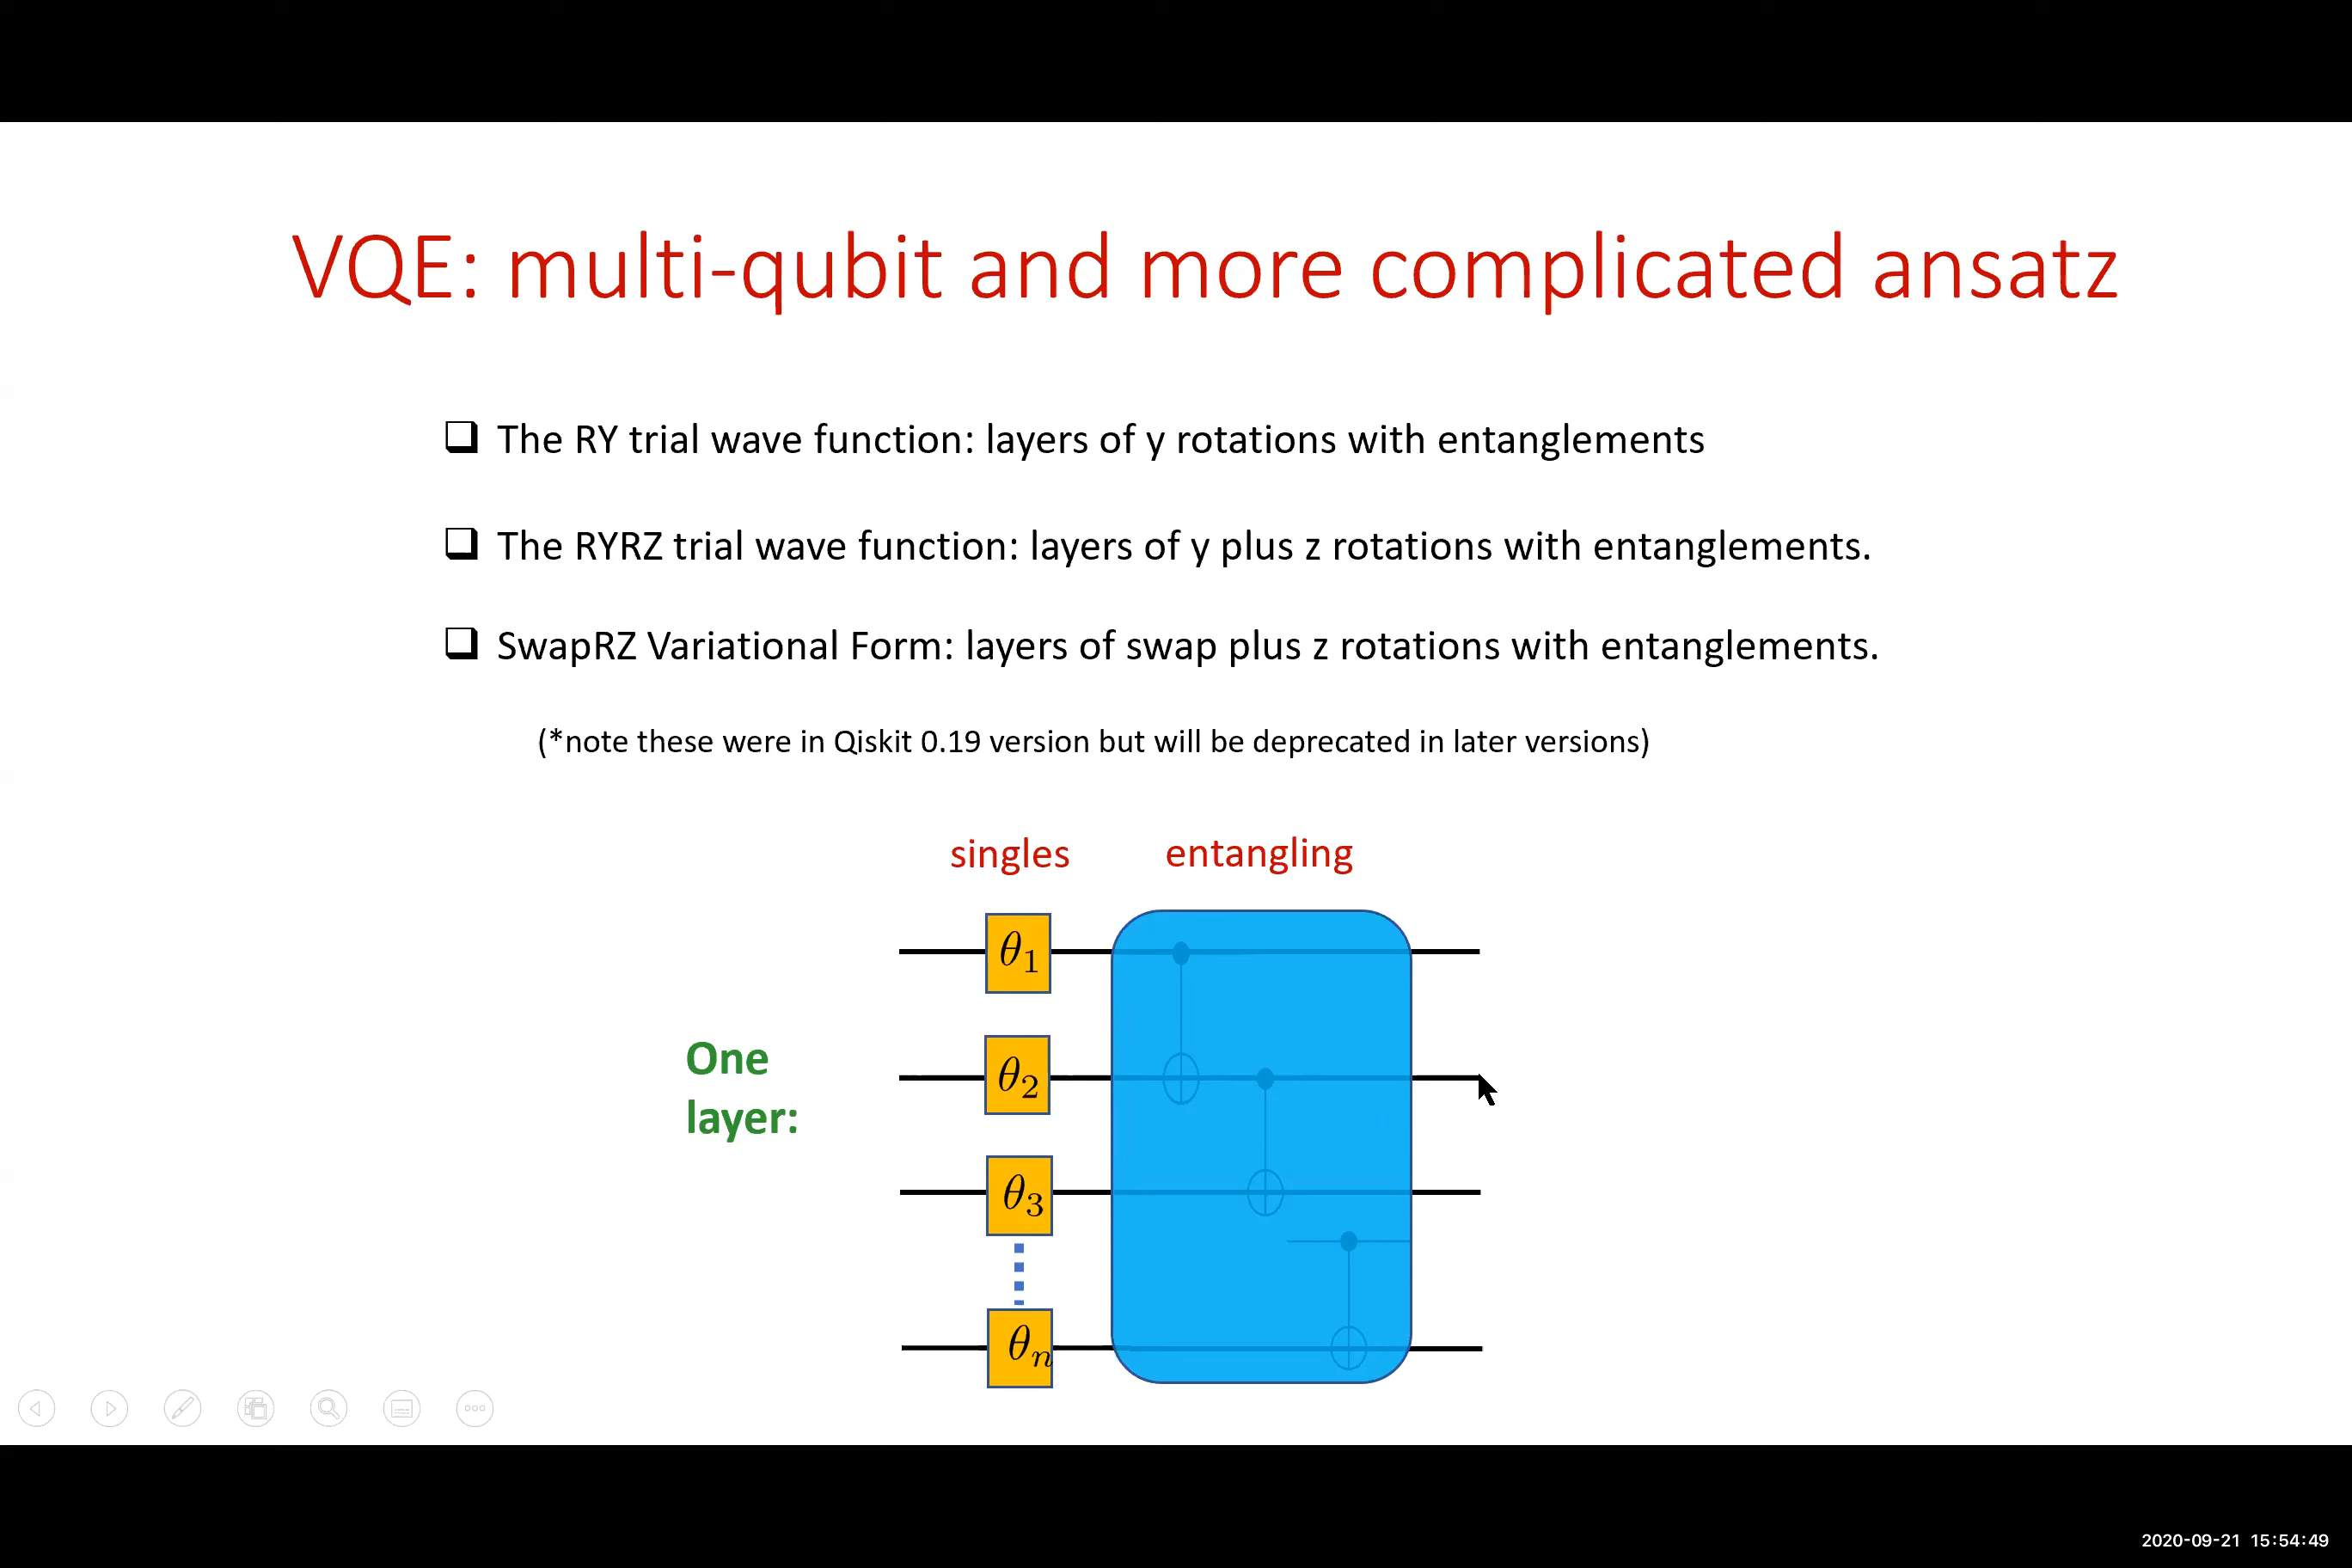 VQE: multi-qubit and more complicated ansatz
The RY trial wave function: layers of y rotations with entanglements
The RYRZ trial wave function: layers of y plus z rotations with entanglements.
SwapRZ Variational Form: layers of swap plus z rotations with entanglements.
(*note these were in Qiskit 0.19 version but will be deprecated in later versions)
singles entangling
θ₁
θ₂
One
layer:
θ₃
θₙ
2020-09-21 15:54:49